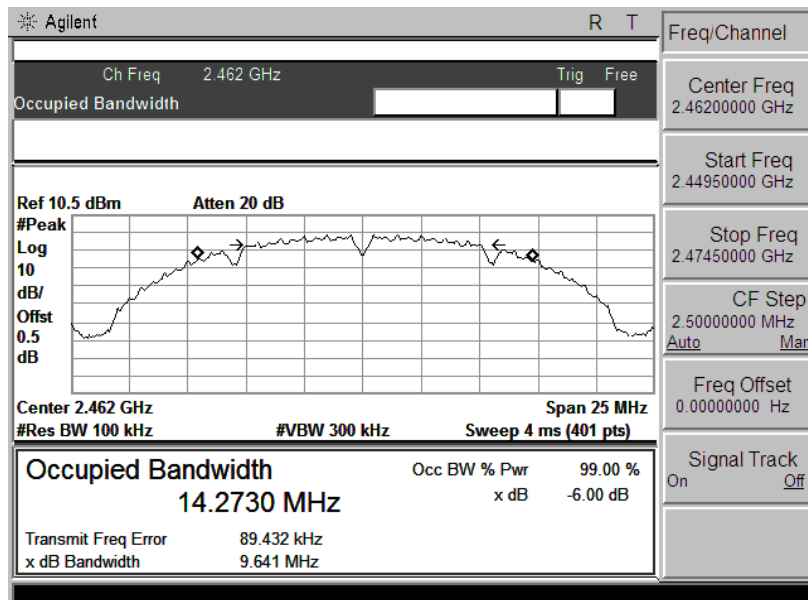 Agilent
R T
Freq/Channel
Ch Freq 2.462 GHz
Trig Free
Occupied Bandwidth
Center Freq
2.46200000 GHz
Start Freq
2.44950000 GHz
Stop Freq
2.47450000 GHz
CF Step
2.50000000 MHz
Auto Man
Freq Offset
0.00000000 Hz
Signal Track
On Off
Ref 10.5 dBm Atten 20 dB
#Peak
Log
10
dB/
Offst
0.5
dB
Center 2.462 GHz Span 25 MHz
#Res BW 100 kHz #VBW 300 kHz Sweep 4 ms (401 pts)
Occupied Bandwidth
14.2730 MHz
Occ BW % Pwr 99.00 %
x dB -6.00 dB
Transmit Freq Error 89.432 kHz
x dB Bandwidth 9.641 MHz